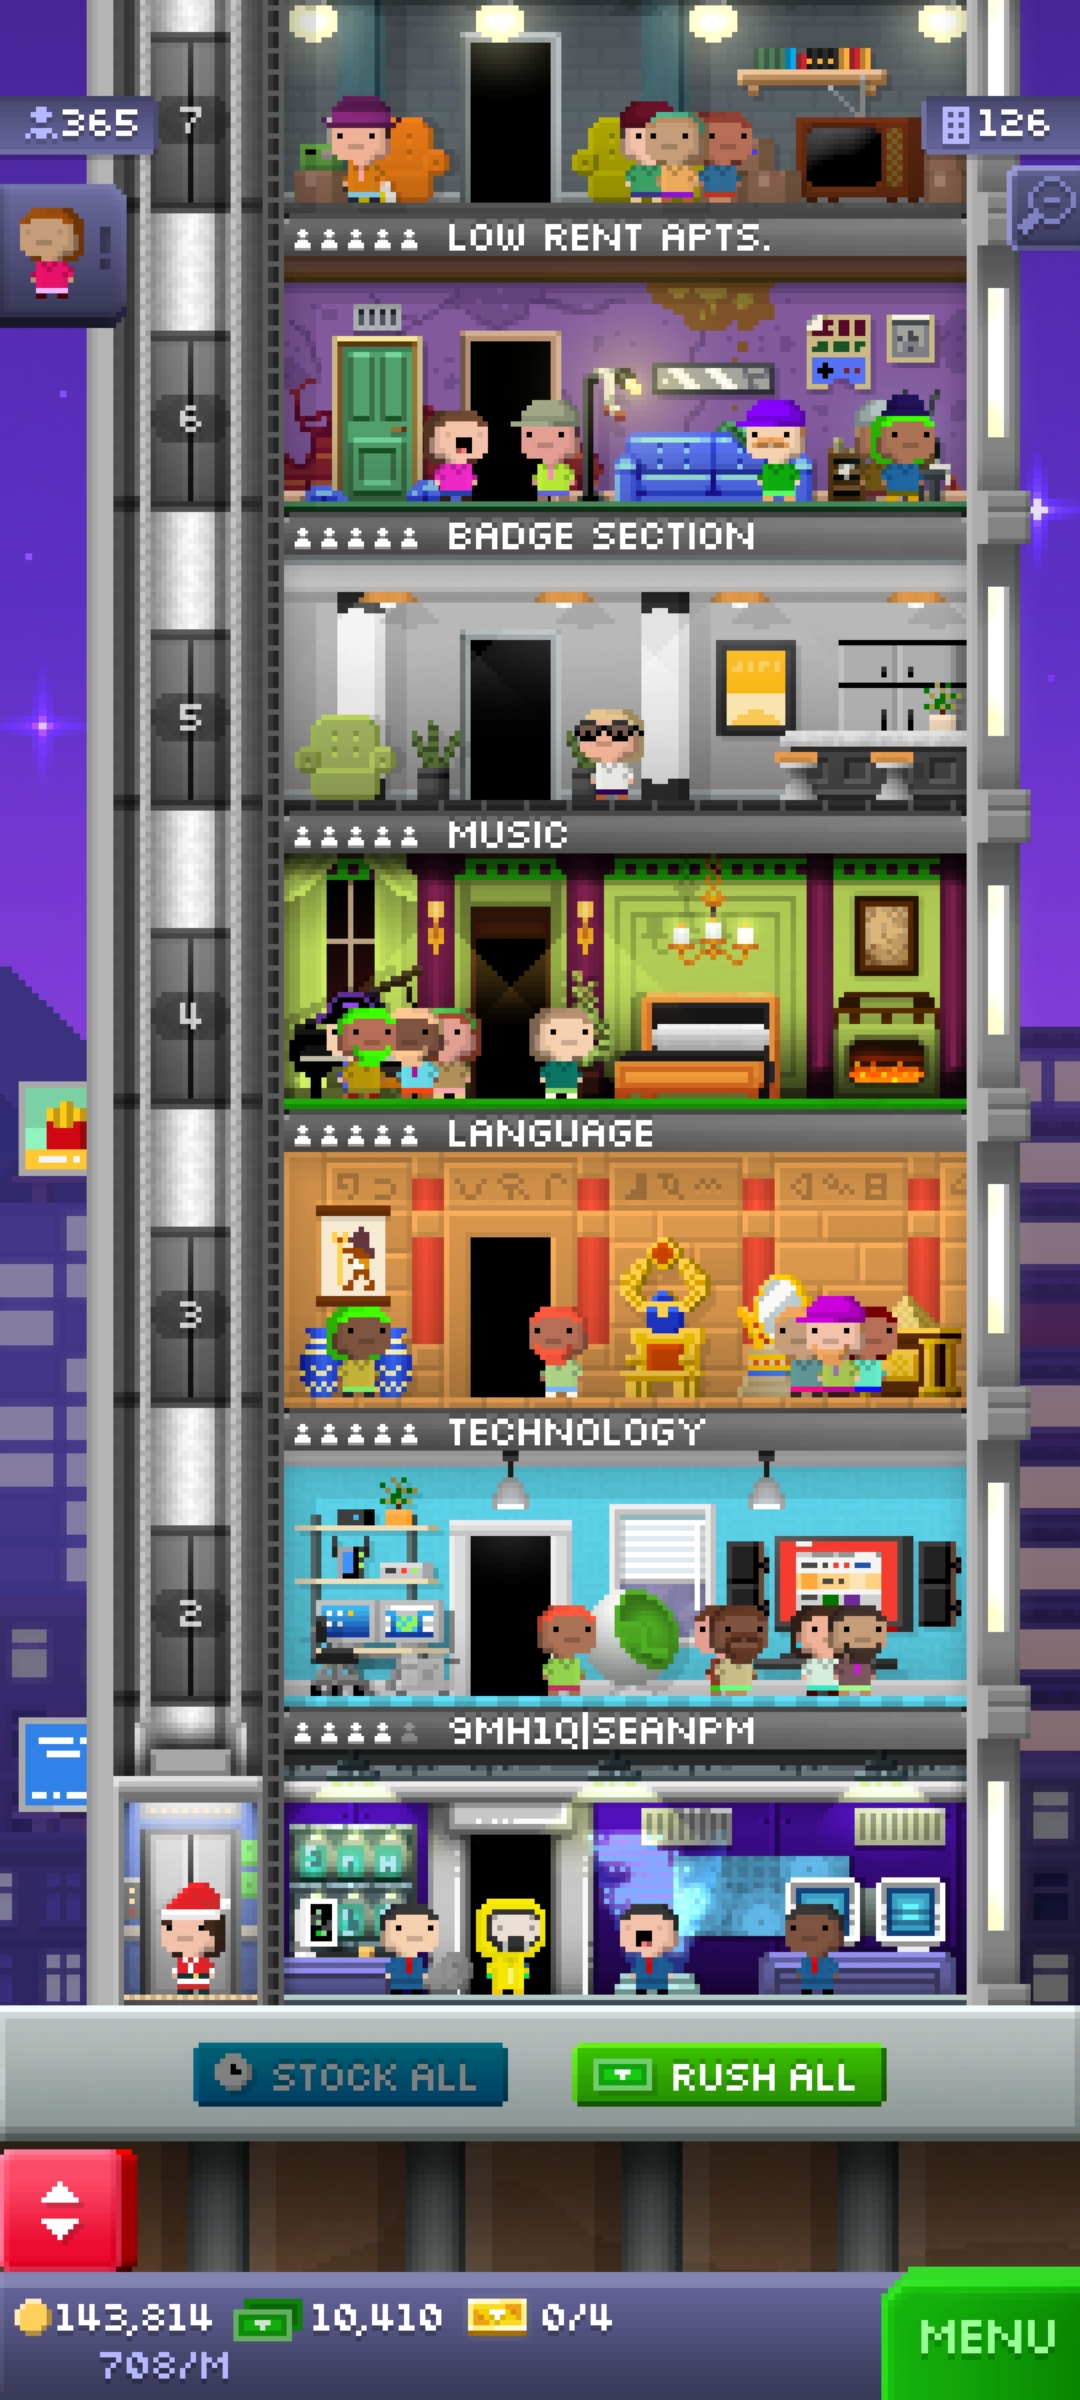 7
365
126
LOW RENT APTS.
6
BADGE SECTION
5
MUSIC
4
LANGUAGE
3
TECHNOLOGY
2
9MH1Q|SEANPM
STOCK ALL
RUSH ALL
143,814
10,410
0/4
708/M
MENU